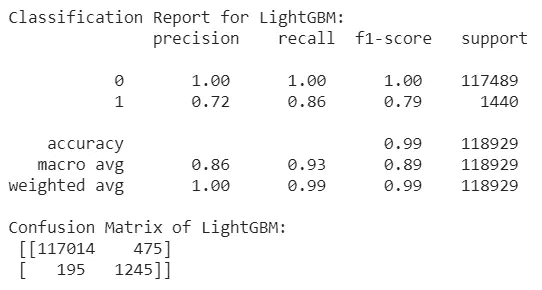 Classification Report for LightGBM:
              precision    recall  f1-score   support

           0       1.00      1.00      1.00    117489
           1       0.72      0.86      0.79      1440

    accuracy                           0.99    118929
   macro avg       0.86      0.93      0.89    118929
weighted avg       1.00      0.99      0.99    118929

Confusion Matrix of LightGBM:
 [[117014    475]
 [   195   1245]]